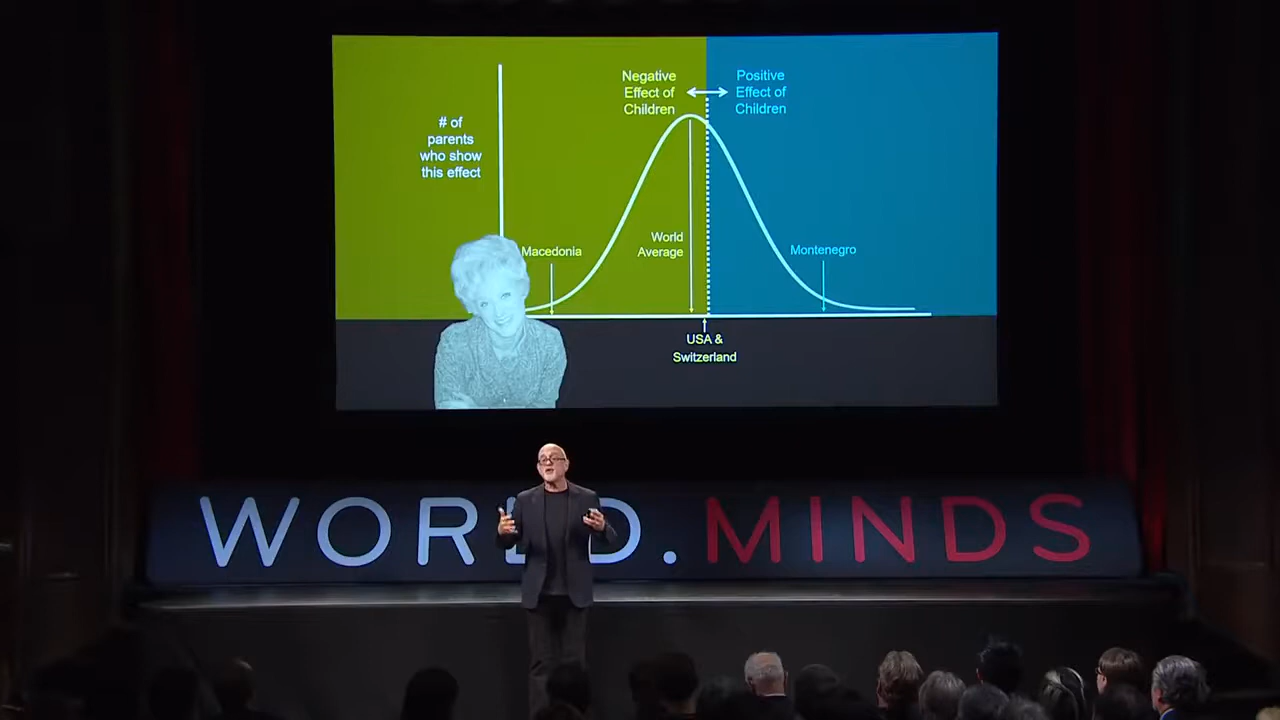 Negative
Effect of
Children
Positive
Effect of
Children
# of
parents
who show
this effect
Macedonia
World
Average
Montenegro
USA &
Switzerland
WORLD.MINDS